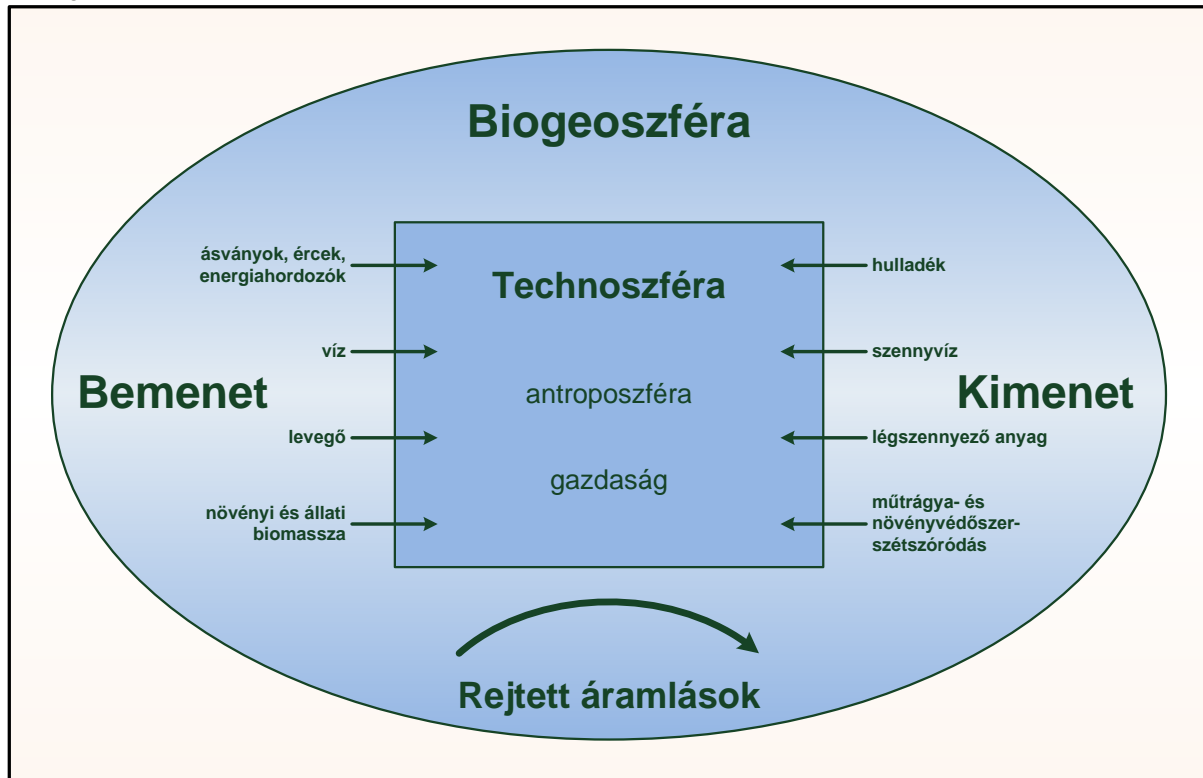 Biogeoszféra
ásványok, ércek,
energiahordozók
víz
Bemenet
levegő
növényi és állati
biomassza
Technoszféra
antroposzféra
gazdaság
hulladék
szennyvíz
Kimenet
légszennyező anyag
műtrágya- és
növényvédőszer-
szétszóródás
Rejtett áramlások